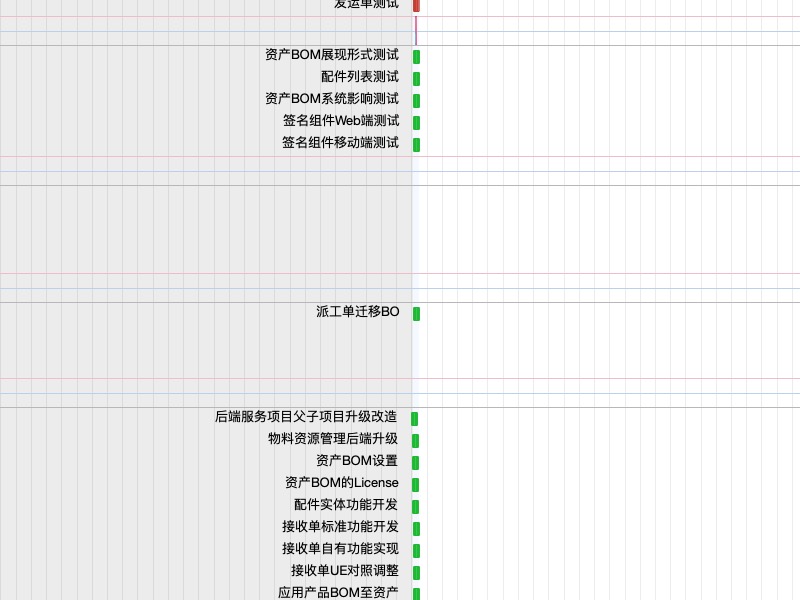 发运单测试
资产BOM展现形式测试
配件列表测试
资产BOM系统影响测试
签名组件Web端测试
签名组件移动端测试
派工单迁移BO
后端服务项目父子项目升级改造
物料资源管理后端升级
资产BOM设置
资产BOM的License
配件实体功能开发
接收单标准功能开发
接收单自有功能实现
接收单UE对照调整
应用产品BOM至资产